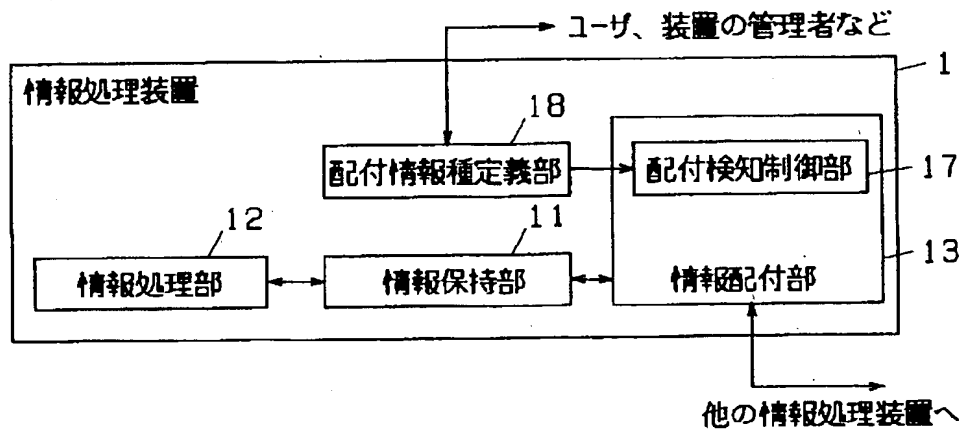 ユーザ、装置の管理者など
1
情報処理装置
18
配付情報種定義部
配付検知制御部
17
12
11
13
情報処理部
情報保持部
情報配付部
他の情報処理装置へ